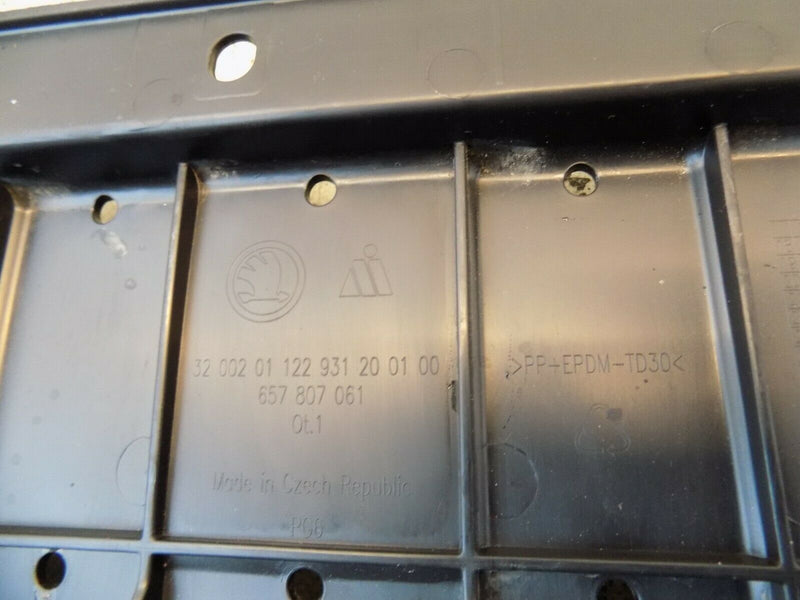 32 002 01 122 931 20 01 00
657 807 061
Ot.1
>PP-EPDM-TD30<
Made in Czech Republic
PG6